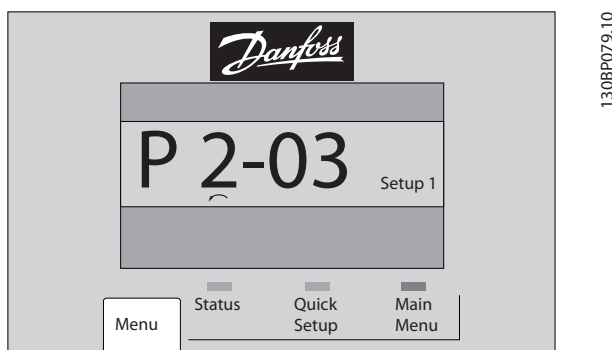 Danfoss
P 2-03
Setup 1
Status
Quick
Setup
Main
Menu
Menu
130BP079.10